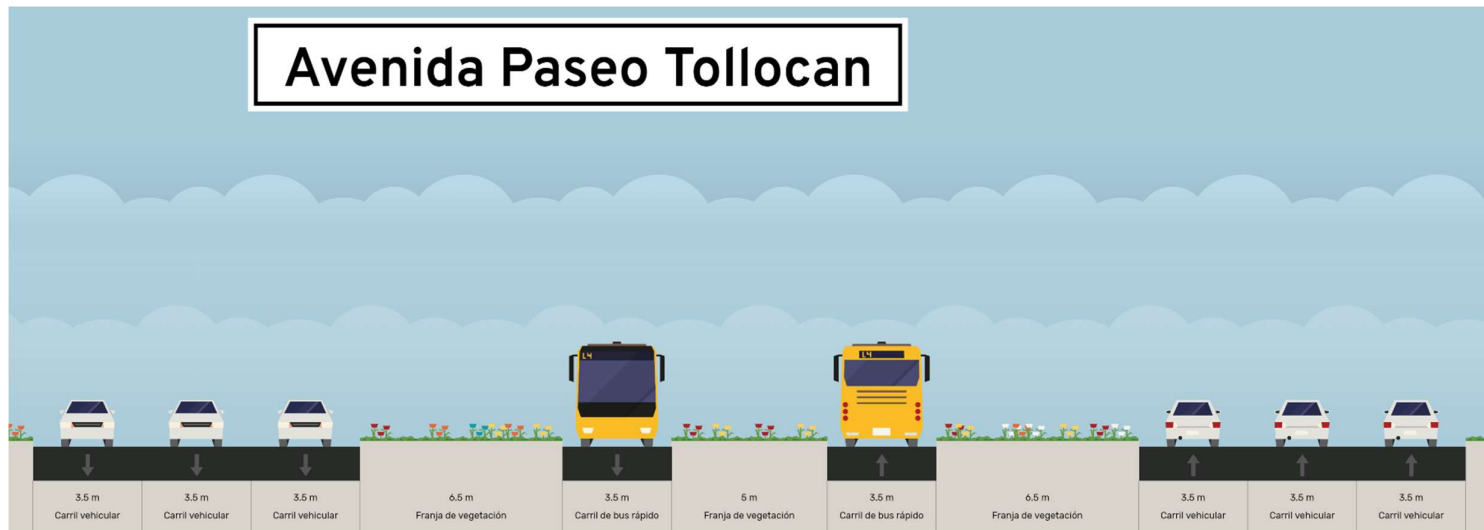 Avenida Paseo Tollocan
L4
L4
3.5 m
Carril vehicular
3.5 m
Carril vehicular
3.5 m
Carril vehicular
6.5 m
Franja de vegetación
3.5 m
Carril de bus rápido
5 m
Franja de vegetación
3.5 m
Carril de bus rápido
6.5 m
Franja de vegetación
3.5 m
Carril vehicular
3.5 m
Carril vehicular
3.5 m
Carril vehicular